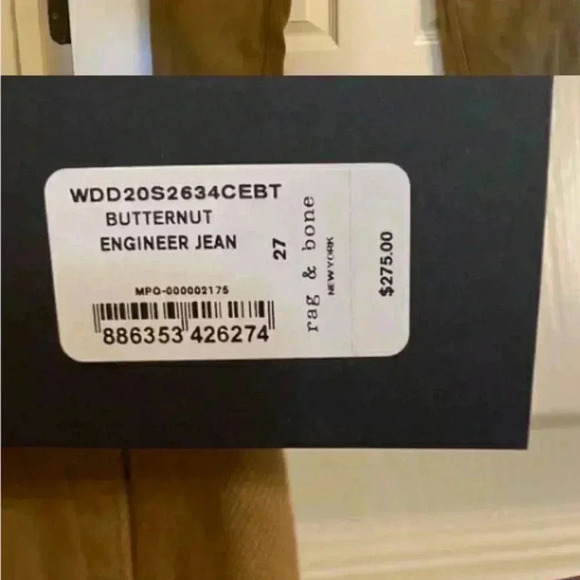 WDD20S2634CEBT
BUTTERNUT
ENGINEER JEAN
27
MPO-000002175
886353 426274
rag & bone
NEW YORK
$275.00